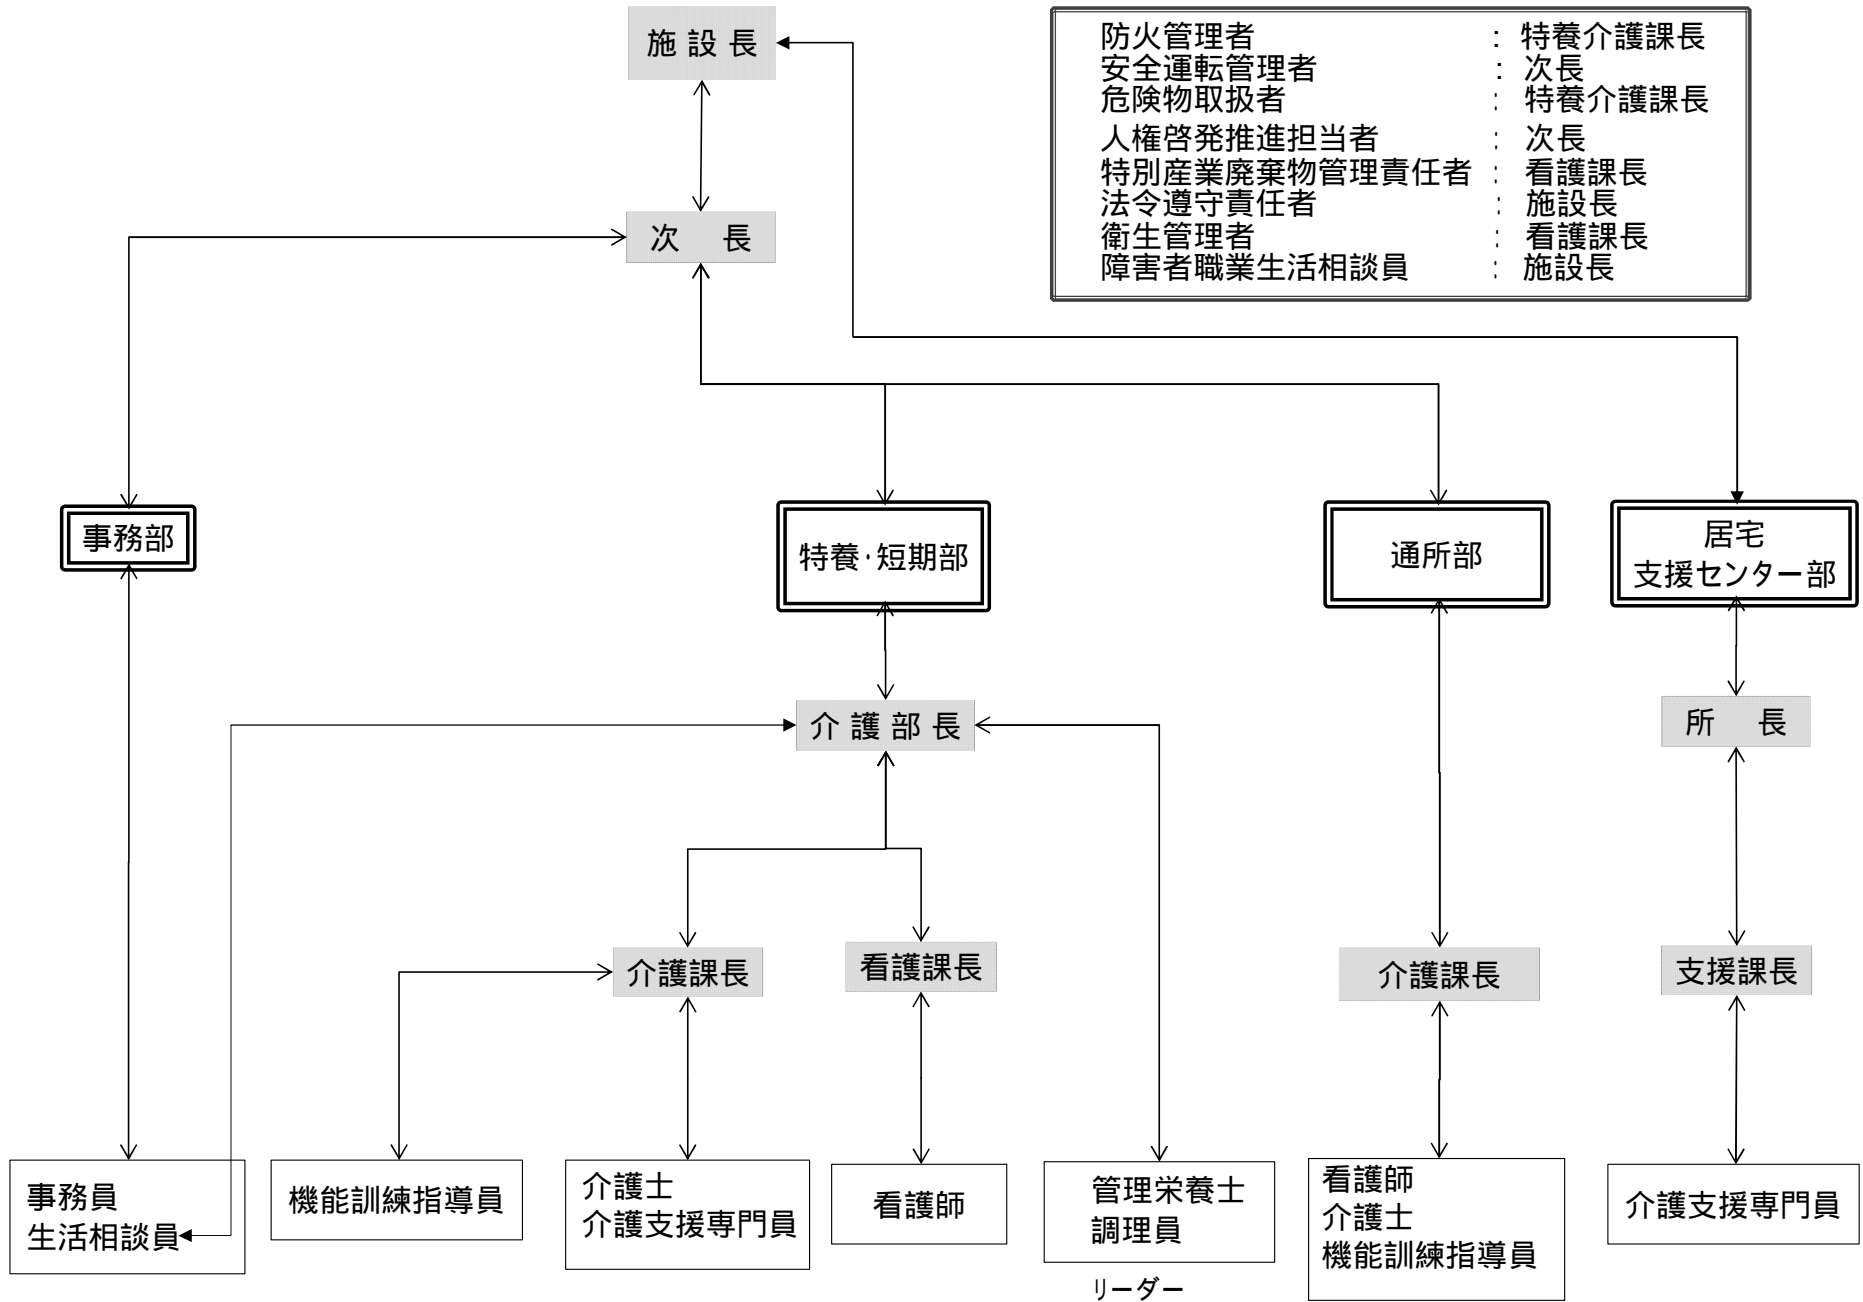 施 設 長
防火管理者 : 特養介護課長
安全運転管理者 : 次長
危険物取扱者 : 特養介護課長
人権啓発推進担当者 : 次長
特別産業廃棄物管理責任者 : 看護課長
法令遵守責任者 : 施設長
衛生管理者 : 看護課長
障害者職業生活相談員 : 施設長
次 長
事務部
特養・短期部
通所部
居宅
支援センター部
介 護 部 長
所 長
介護課長
看護課長
介護課長
支援課長
事務員
生活相談員
機能訓練指導員
介護士
介護支援専門員
看護師
管理栄養士
調理員
リーダー
看護師
介護士
機能訓練指導員
介護支援専門員